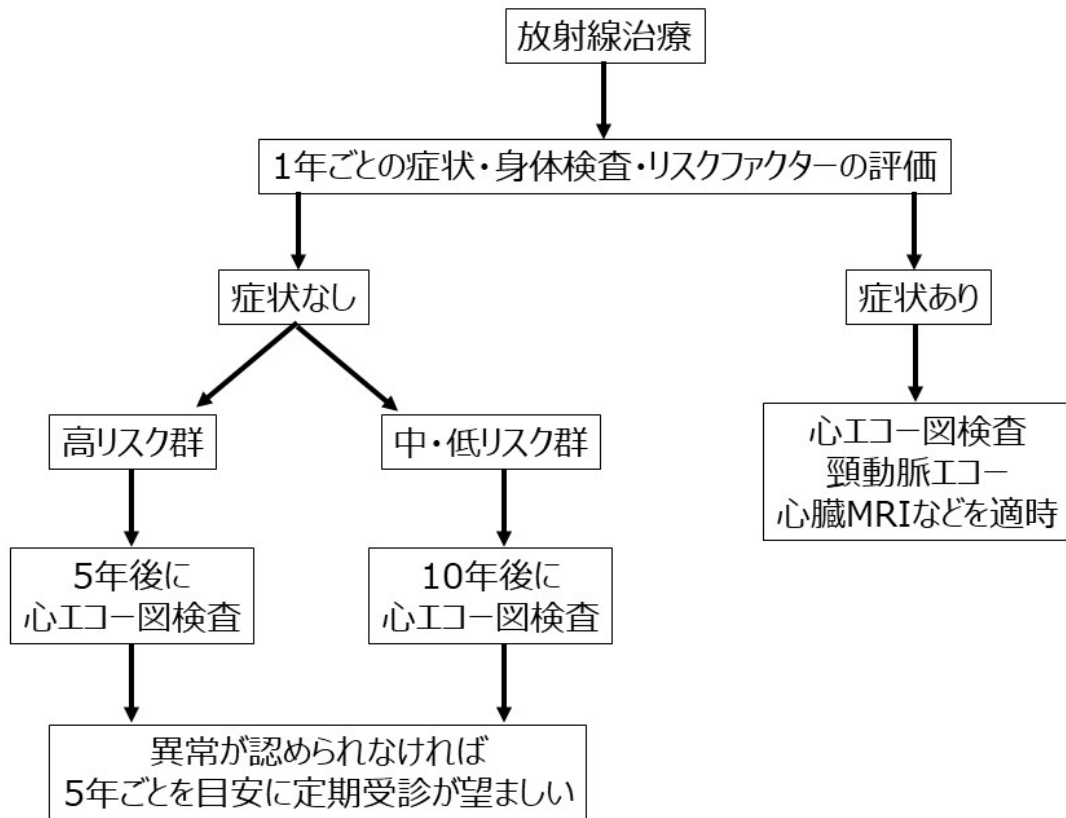 放射線治療
1年ごとの症状・身体検査・リスクファクターの評価
症状なし
症状あり
高リスク群
中・低リスク群
心エコー図検査
頸動脈エコー
心臓MRIなどを適時
5年後に
心エコー図検査
10年後に
心エコー図検査
異常が認められなければ
5年ごとを目安に定期受診が望ましい